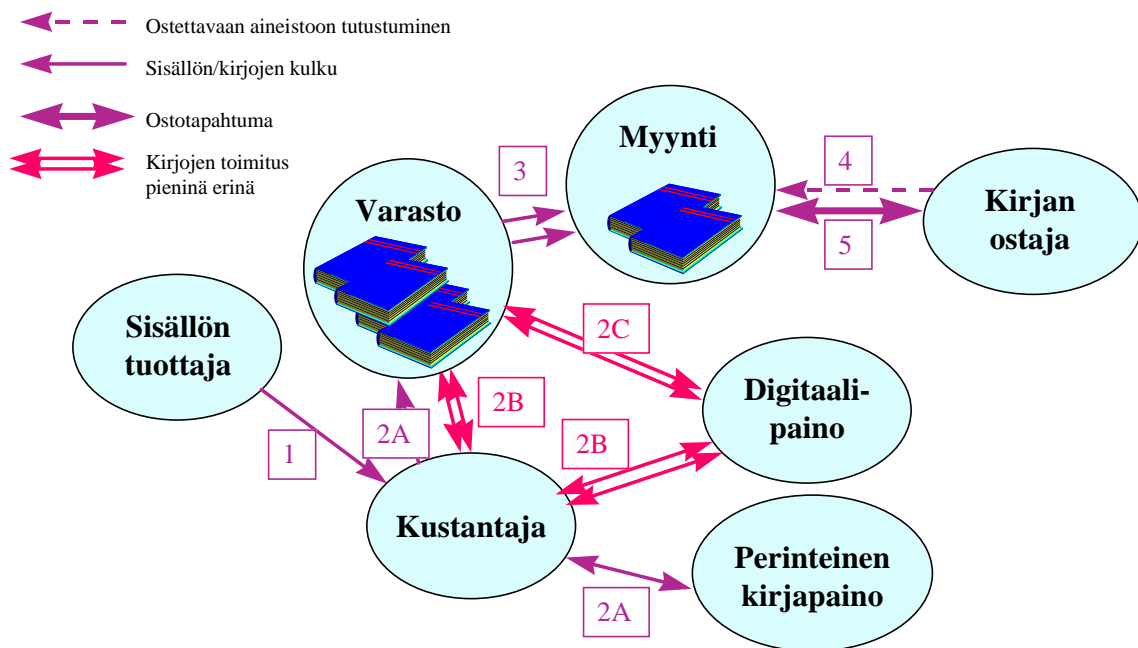 Ostettavaan aineistoon tutustuminen
Sisällön/kirjojen kulku
Ostotapahtuma
Kirjojen toimitus
pieninä erinä
Myynti
3
4
Varasto
Kirjan
ostaja
5
Sisällön
tuottaja
2C
2B
Digitaali-
paino
2A
2B
1
Kustantaja
Perinteinen
kirjapaino
2A